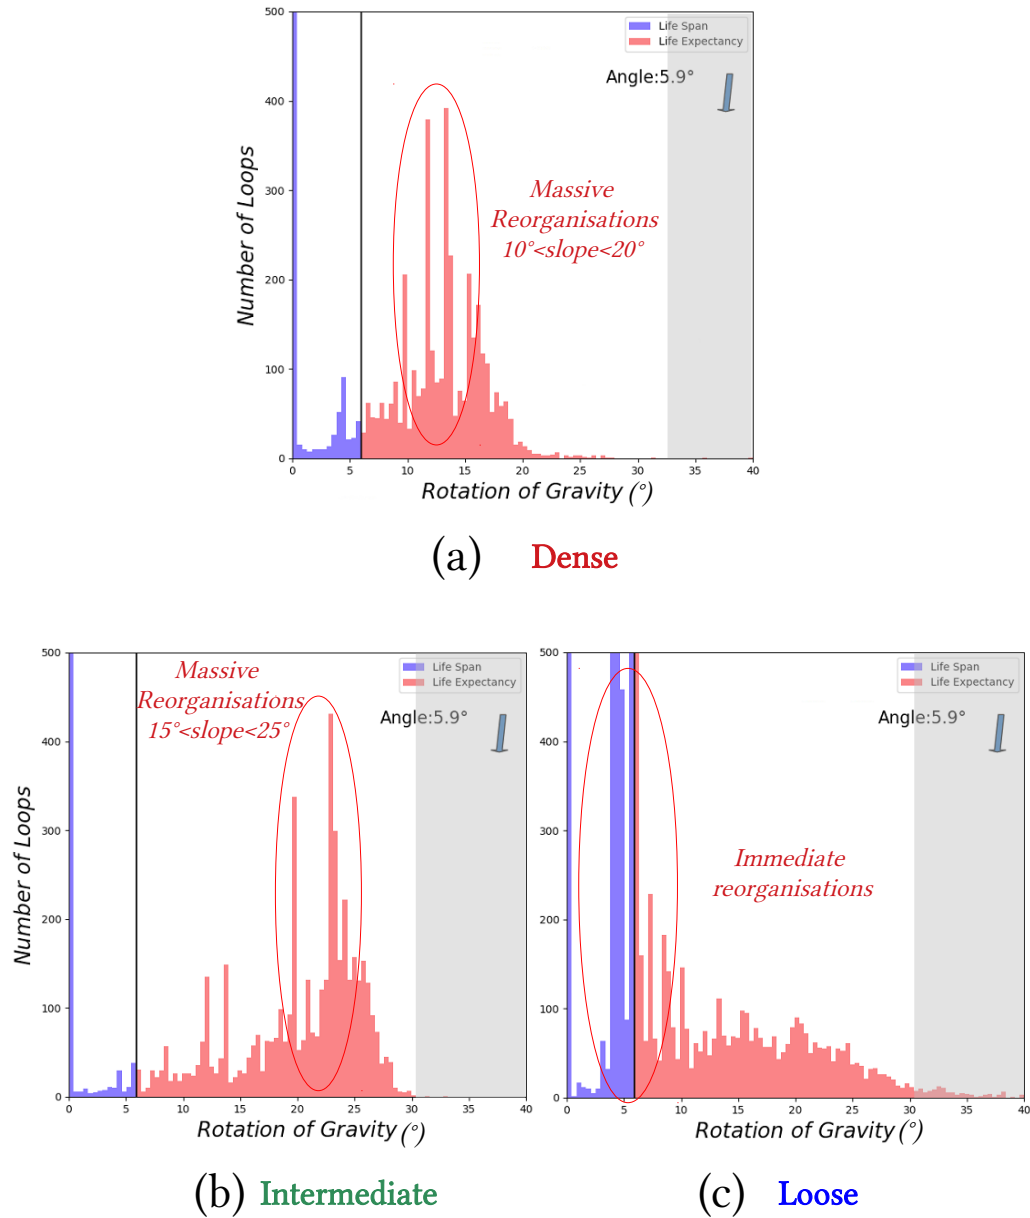 500
Life Span
Life Expectancy
Angle:5.9°
400
Massive
Reorganisations
10°<slope<20°
300
200
100
0
Number of Loops
0 5 10 15 20 25 30 35 40
Rotation of Gravity (°)
(a) Dense
500
Massive
Reorganisations
15°<slope<25°
Life Span
Life Expectancy
Angle:5.9°
400
300
200
100
0
Number of Loops
0 5 10 15 20 25 30 35 40
Rotation of Gravity (°)
(b) Intermediate
500
Life Span
Life Expectancy
Angle:5.9°
400
300
Immediate
reorganisations
200
100
0
0 5 10 15 20 25 30 35 40
Rotation of Gravity (°)
(c) Loose